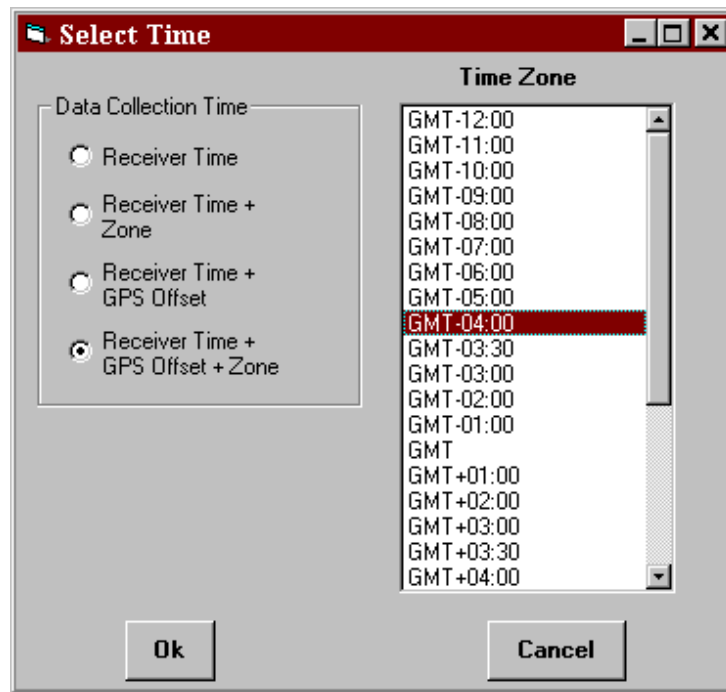 Select Time
Data Collection Time
Receiver Time
Receiver Time +
Zone
Receiver Time +
GPS Offset
Receiver Time +
GPS Offset + Zone
Time Zone
GMT-12:00
GMT-11:00
GMT-10:00
GMT-09:00
GMT-08:00
GMT-07:00
GMT-06:00
GMT-05:00
GMT-04:00
GMT-03:30
GMT-03:00
GMT-02:00
GMT-01:00
GMT
GMT+01:00
GMT+02:00
GMT+03:00
GMT+03:30
GMT+04:00
Ok
Cancel